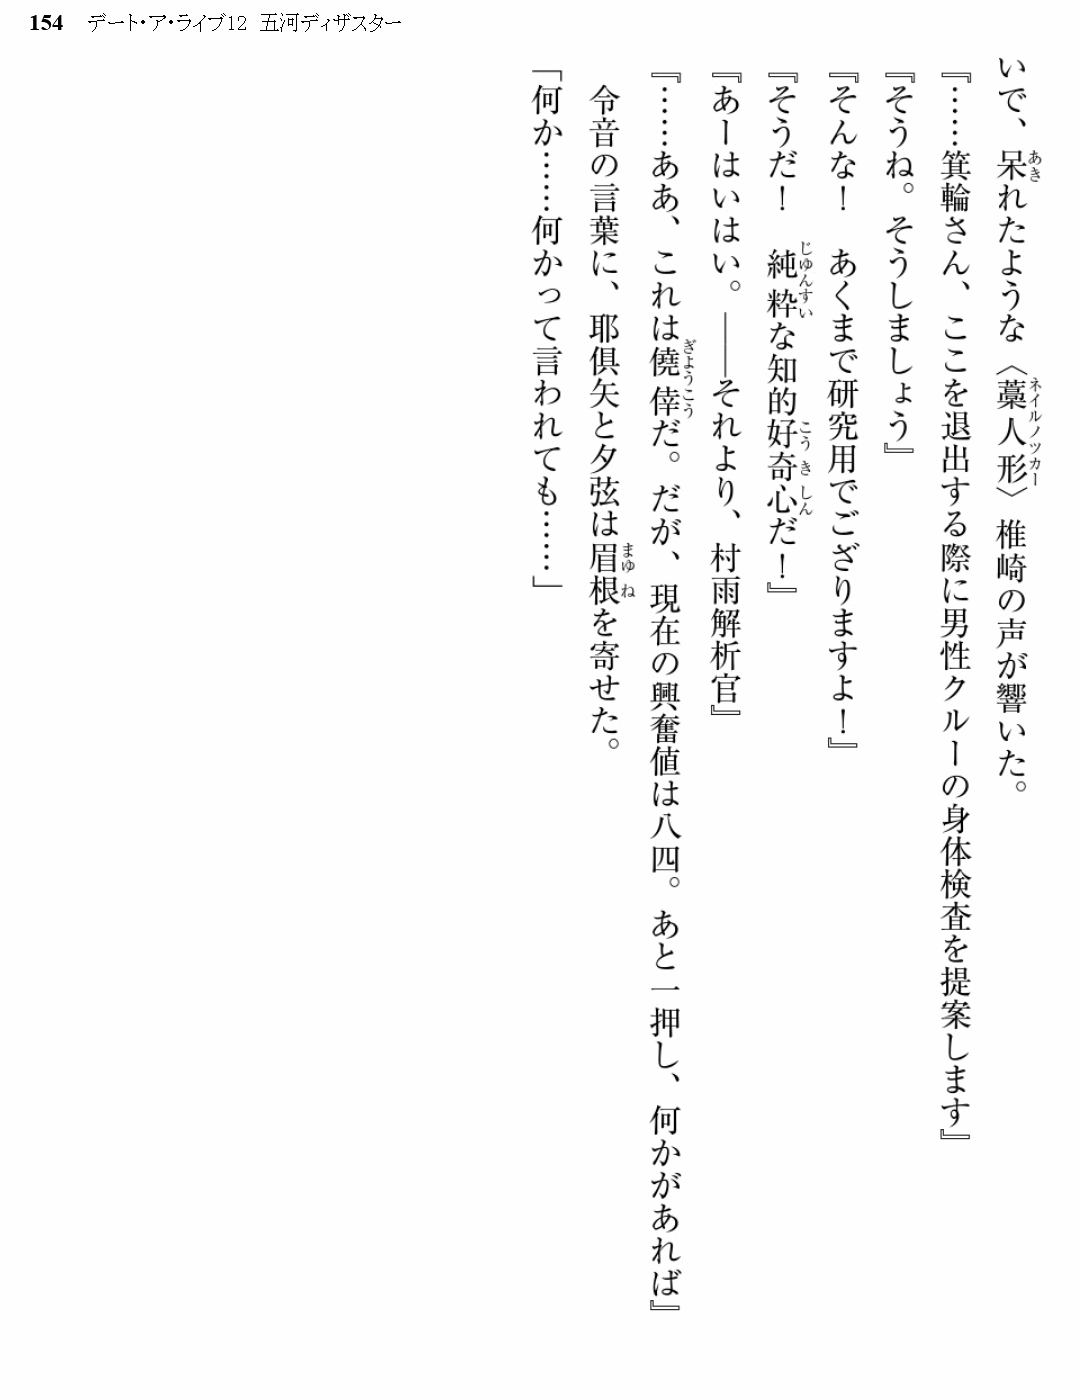 154 デート・ア・ライブ12 五河ディザスター
いで、呆れたような〈藁人形〉椎崎の声が響いた。
『……箕輪さん、ここを退出する際に男性クルーの身体検査を提案します』
『そうね。そうしましょう』
『そんな！　あくまで研究用でござりますよ！』
『そうだ！　純粋な知的好奇心だ！』
『あーはいはい。――それより、村雨解析官』
『……ああ、これは僥倖だ。だが、現在の興奮値は八四。あと一押し、何かがあれば』
令音の言葉に、耶倶矢と夕弦は眉根を寄せた。
「何か……何かって言われても……」